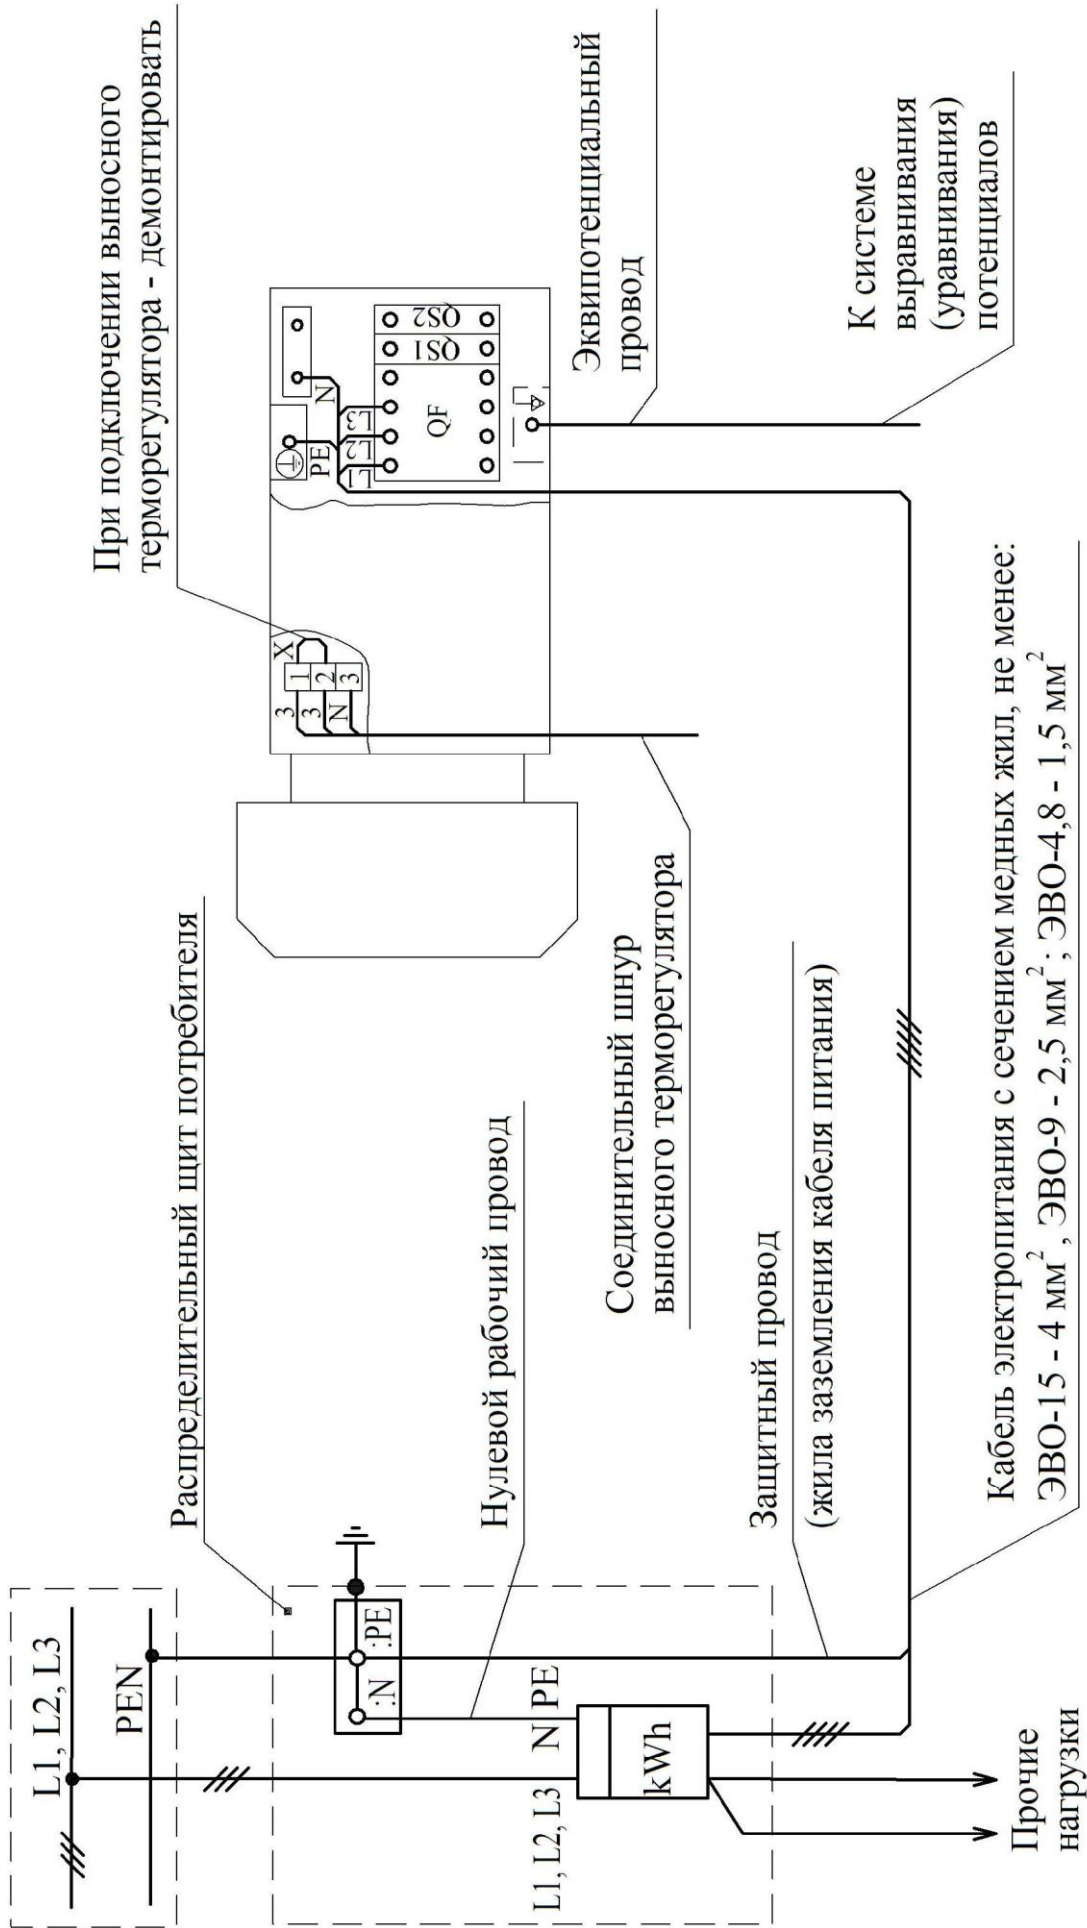 При подключении выносного
терморегулятора - демонтировать
Распределительный щит потребителя
L1, L2, L3
PEN
:N
:PE
N PE
L1, L2, L3
kWh
Прочие
нагрузки
Нулевой рабочий провод
Соединительный шнур
выносного терморегулятора
Защитный провод
(жила заземления кабеля питания)
X
3
3
N
1
2
3
PE
N
L1
L2
L3
QF
QS1
QS2
Эквипотенциальный
провод
К системе
выравнивания
(уравнивания)
потенциалов
Кабель электропитания с сечением медных жил, не менее:
ЭВО-15 - 4 мм², ЭВО-9 - 2,5 мм²; ЭВО-4,8 - 1,5 мм²